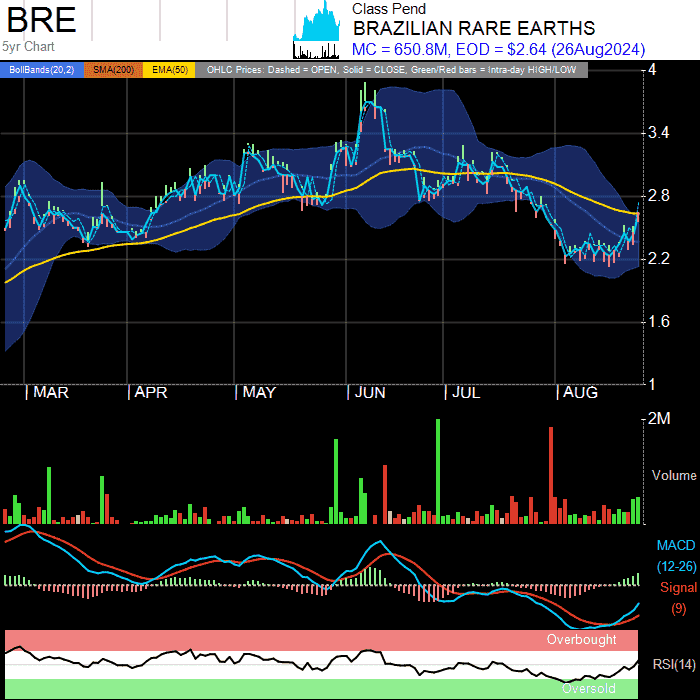 BRE
5yr Chart
Class Pend
BRAZILIAN RARE EARTHS
MC = 650.8M, EOD = $2.64 (26Aug2024)
BollBands(20,2) SMA(200) EMA(50) OHLC Prices: Dashed = OPEN, Solid = CLOSE, Green/Red bars = Intra-day HIGH/LOW
4
3.4
2.8
2.2
1.6
1
MAR APR MAY JUN JUL AUG
2M
Volume
MACD
(12-26)
Signal
(9)
Overbought
RSI(14)
Oversold